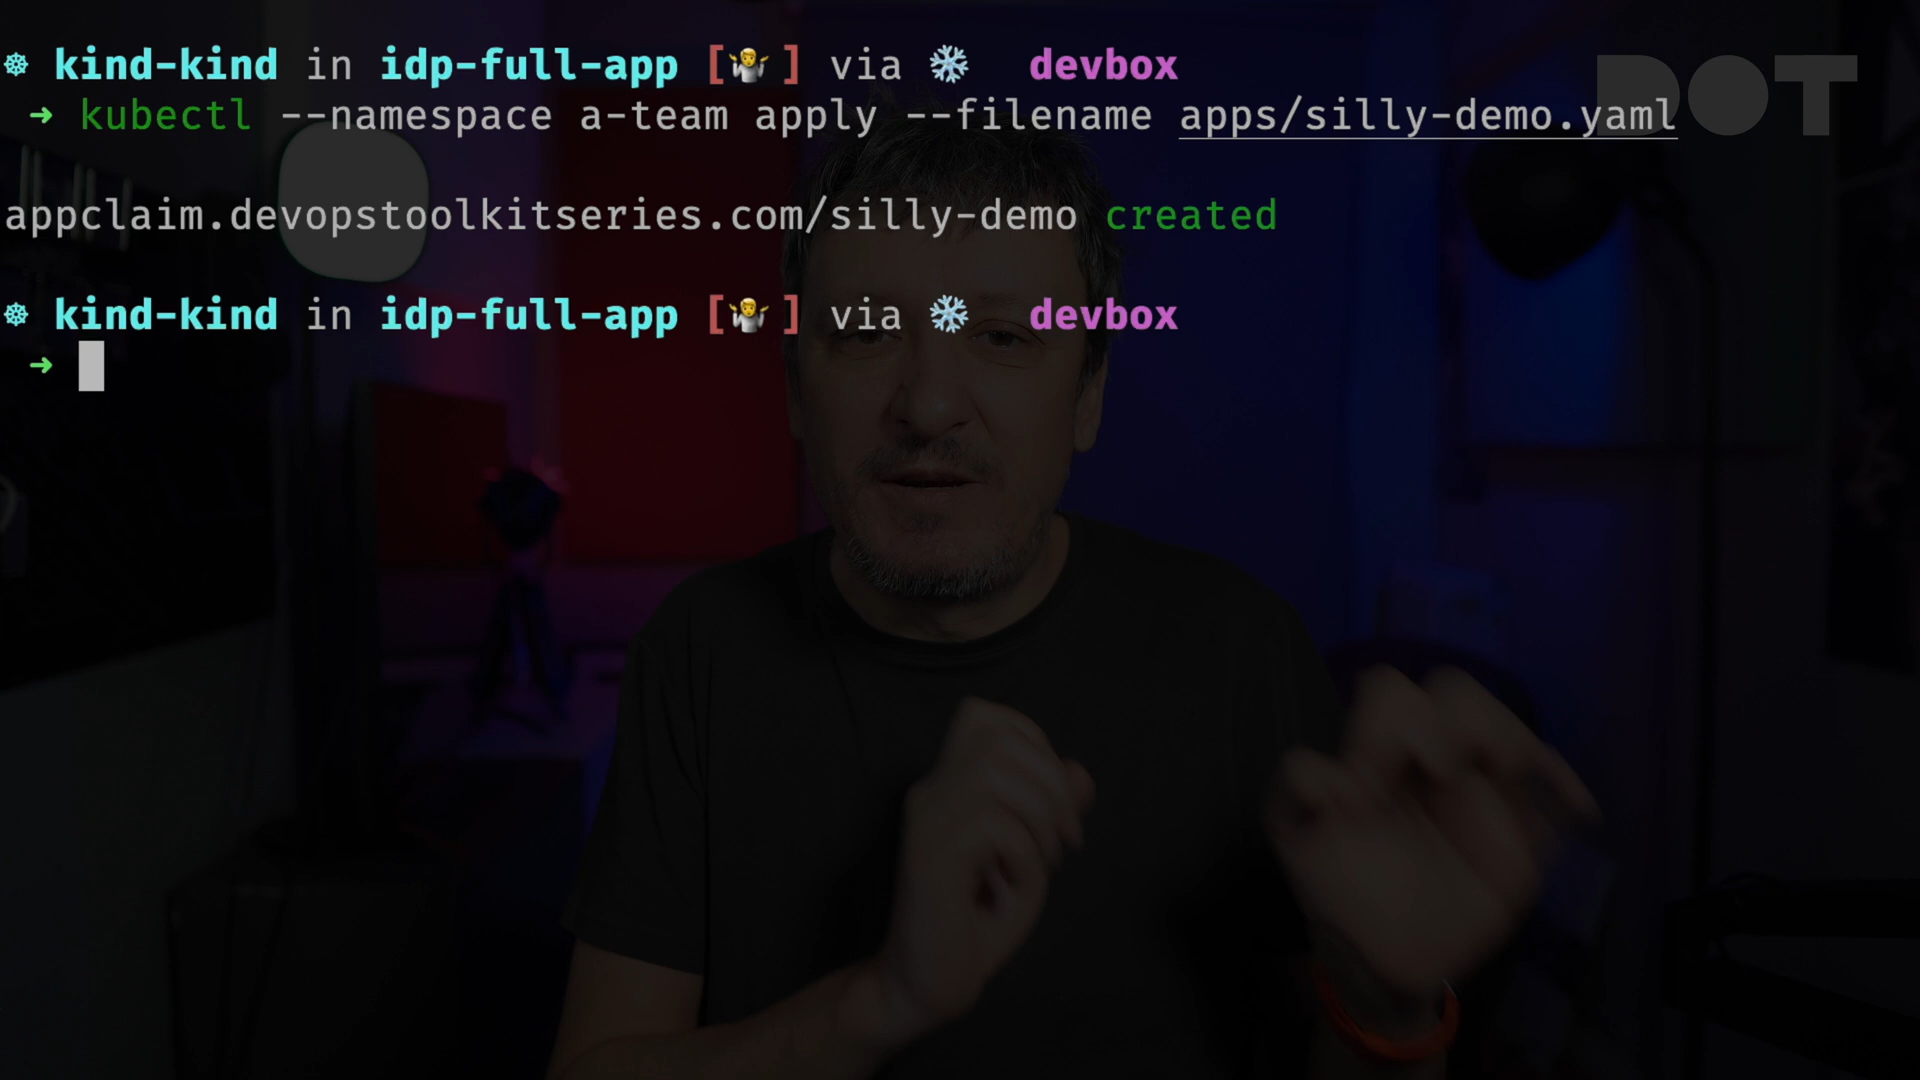 ☸ kind-kind in idp-full-app [🤷‍♂️] via ❄️ devbox
DOT
➜ kubectl --namespace a-team apply --filename apps/silly-demo.yaml
appclaim.devopstoolkitseries.com/silly-demo created
☸ kind-kind in idp-full-app [🤷‍♂️] via ❄️ devbox
➜